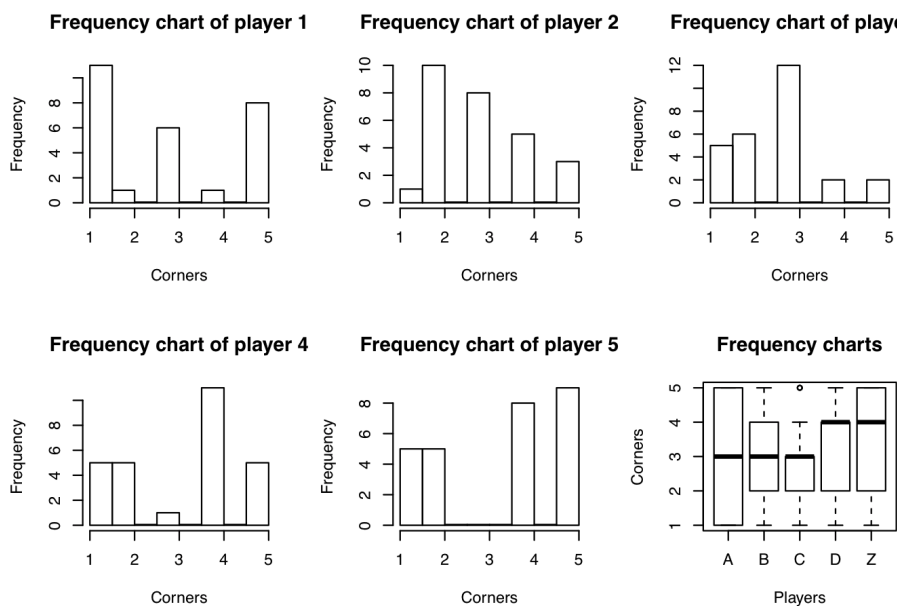 Frequency chart of player 1
Frequency
8
6
4
2
0
1 2 3 4 5
Corners
Frequency chart of player 2
Frequency
10
8
6
4
2
0
1 2 3 4 5
Corners
Frequency chart of playe
Frequency
12
8
6
4
2
0
1 2 3 4 5
Corners
Frequency chart of player 4
Frequency
8
6
4
2
0
1 2 3 4 5
Corners
Frequency chart of player 5
Frequency
8
6
4
2
0
1 2 3 4 5
Corners
Frequency charts
Corners
5
4
3
2
1
A B C D Z
Players